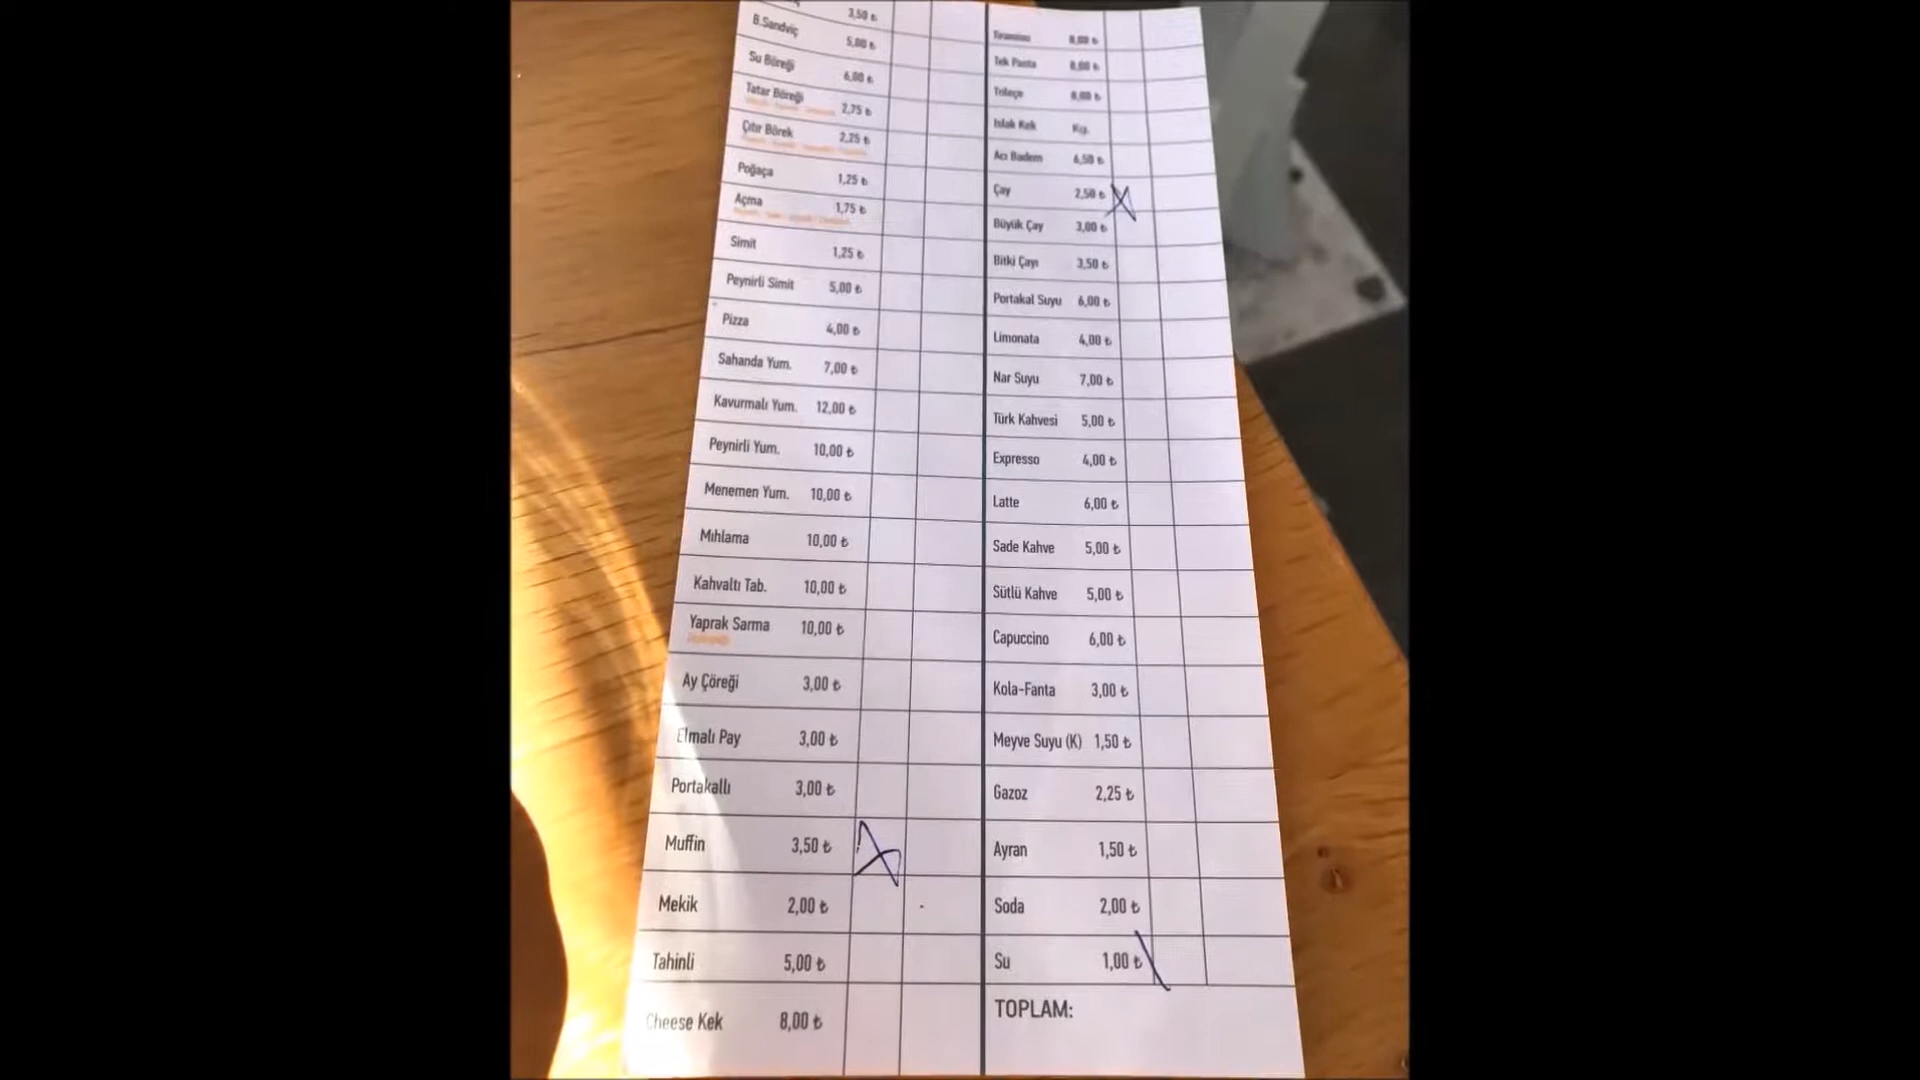 3,50 ₺
B.Sandviç 5,00 ₺
Su Böreği 6,00 ₺
Tatar Böreği 2,75 ₺
Çıtır Börek 2,25 ₺
Poğaça 1,25 ₺
Açma 1,75 ₺
Simit 1,25 ₺
Peynirli Simit 5,00 ₺
Pizza 4,00 ₺
Sahanda Yum. 7,00 ₺
Kavurmalı Yum. 12,00 ₺
Peynirli Yum. 10,00 ₺
Menemen Yum. 10,00 ₺
Mıhlama 10,00 ₺
Kahvaltı Tab. 10,00 ₺
Yaprak Sarma 10,00 ₺
Ay Çöreği 3,00 ₺
Elmalı Pay 3,00 ₺
Portakallı 3,00 ₺
Muffin 3,50 ₺
Mekik 2,00 ₺
Tahinli 5,00 ₺
Cheese Kek 8,00 ₺
8,00 ₺
Tek Pasta 8,00 ₺
Trileçe 8,00 ₺
Islak Kek Kg.
Acı Badem 6,50 ₺
Çay 2,50 ₺ X
Büyük Çay 3,00 ₺
Bitki Çayı 3,50 ₺
Portakal Suyu 6,00 ₺
Limonata 4,00 ₺
Nar Suyu 7,00 ₺
Türk Kahvesi 5,00 ₺
Expresso 4,00 ₺
Latte 6,00 ₺
Sade Kahve 5,00 ₺
Sütlü Kahve 5,00 ₺
Capuccino 6,00 ₺
Kola-Fanta 3,00 ₺
Meyve Suyu (K) 1,50 ₺
Gazoz 2,25 ₺
Ayran 1,50 ₺
Soda 2,00 ₺
Su 1,00 ₺
TOPLAM: